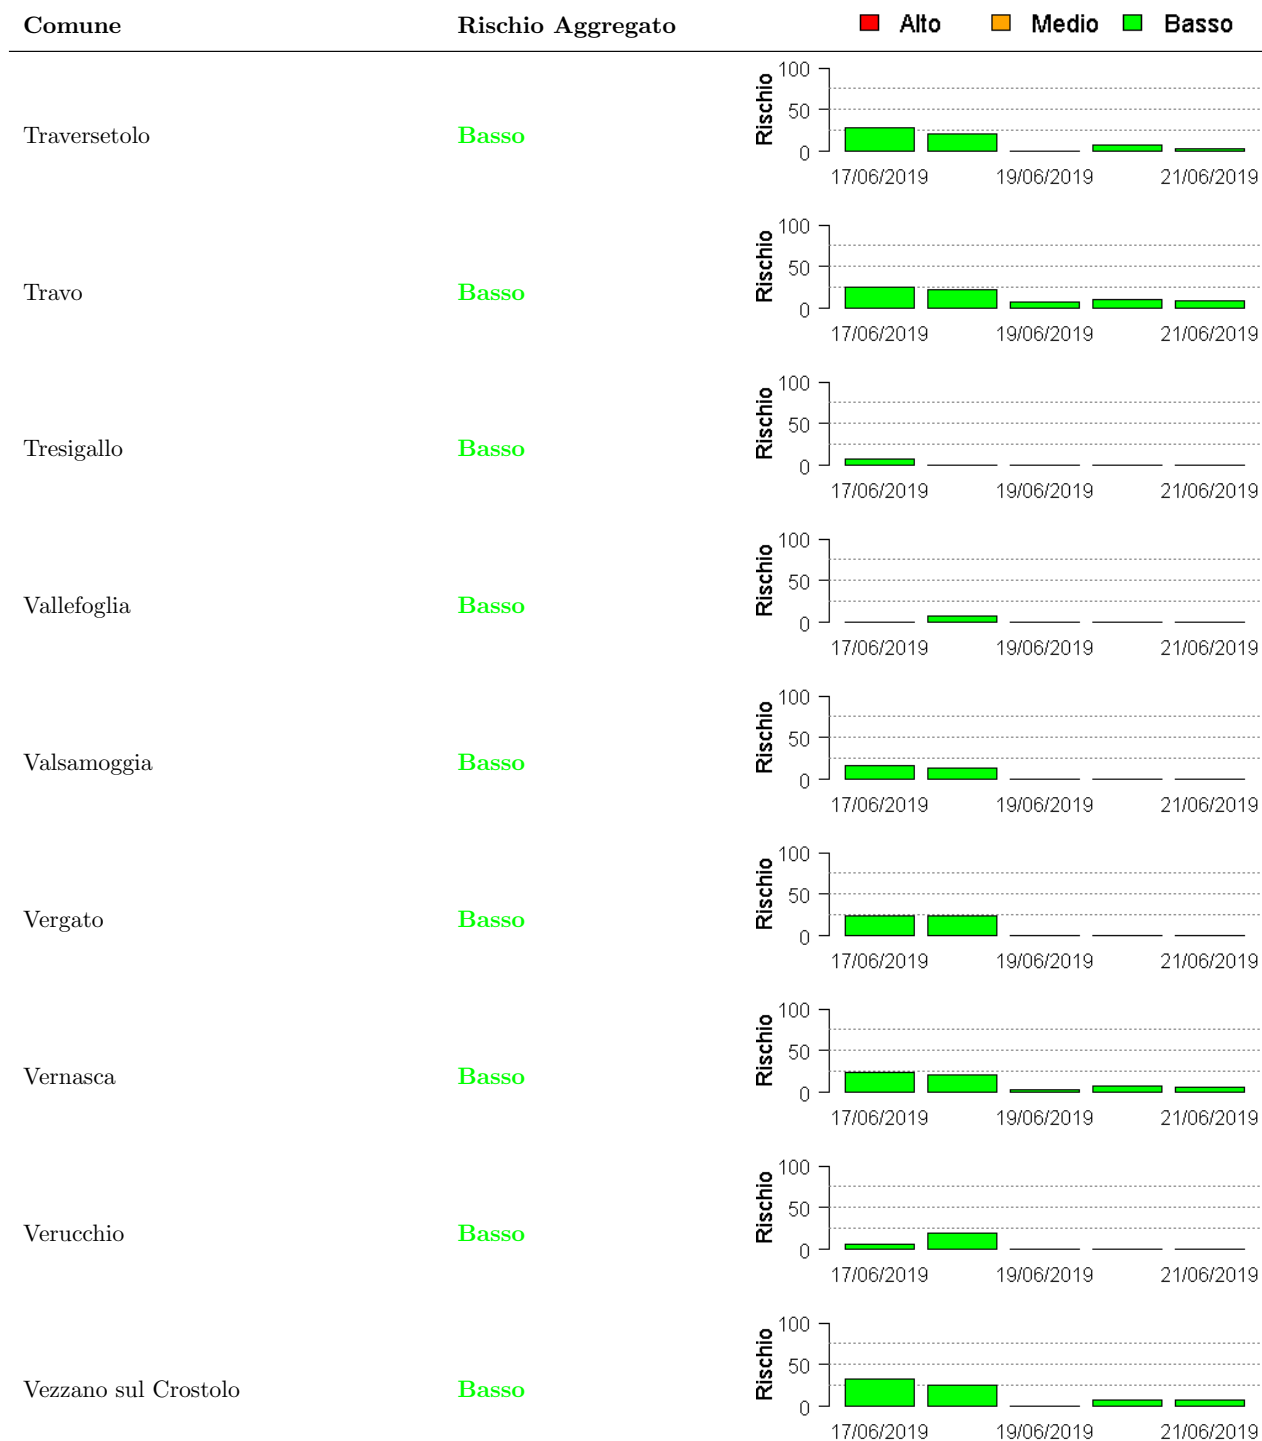 Comune Rischio Aggregato Alto Medio Basso
Traversetolo Basso
Rischio
100
50
0
17/06/2019 19/06/2019 21/06/2019
Travo Basso
Rischio
100
50
0
17/06/2019 19/06/2019 21/06/2019
Tresigallo Basso
Rischio
100
50
0
17/06/2019 19/06/2019 21/06/2019
Vallefoglia Basso
Rischio
100
50
0
17/06/2019 19/06/2019 21/06/2019
Valsamoggia Basso
Rischio
100
50
0
17/06/2019 19/06/2019 21/06/2019
Vergato Basso
Rischio
100
50
0
17/06/2019 19/06/2019 21/06/2019
Vernasca Basso
Rischio
100
50
0
17/06/2019 19/06/2019 21/06/2019
Verucchio Basso
Rischio
100
50
0
17/06/2019 19/06/2019 21/06/2019
Vezzano sul Crostolo Basso
Rischio
100
50
0
17/06/2019 19/06/2019 21/06/2019